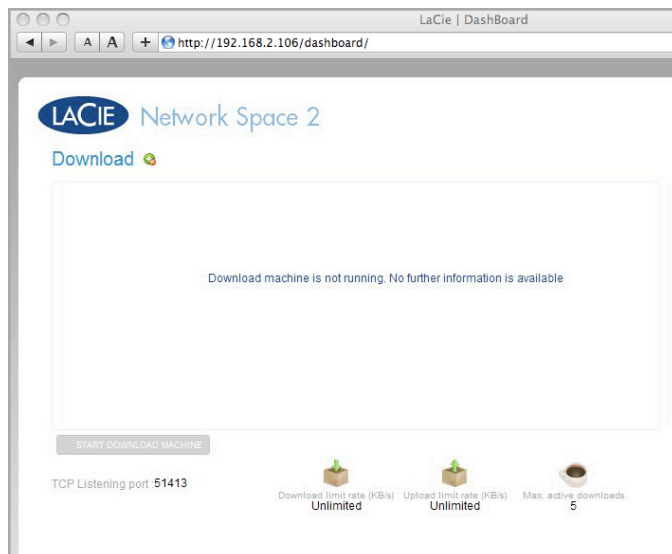 LaCie | DashBoard
A A + http://192.168.2.106/dashboard/
LACIE Network Space 2
Download
Download machine is not running. No further information is available
START DOWNLOAD MACHINE
TCP Listening port : 51413
Download limit rate (KB/s) Upload limit rate (KB/s) Max. active downloads
Unlimited Unlimited 5